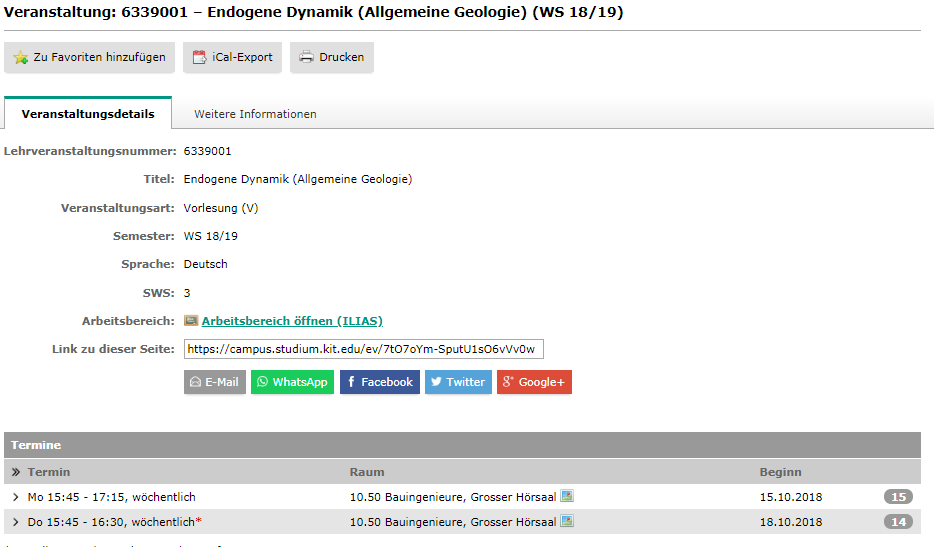 Veranstaltung: 6339001 – Endogene Dynamik (Allgemeine Geologie) (WS 18/19)
Zu Favoriten hinzufügen iCal-Export Drucken
Veranstaltungsdetails Weitere Informationen
Lehrveranstaltungsnummer: 6339001
Titel: Endogene Dynamik (Allgemeine Geologie)
Veranstaltungsart: Vorlesung (V)
Semester: WS 18/19
Sprache: Deutsch
SWS: 3
Arbeitsbereich: Arbeitsbereich öffnen (ILIAS)
Link zu dieser Seite: https://campus.studium.kit.edu/ev/7tO7oYm-SputU1sO6vVv0w
E-Mail WhatsApp Facebook Twitter Google+
Termine
Termin Raum Beginn
Mo 15:45 - 17:15, wöchentlich 10.50 Bauingenieure, Grosser Hörsaal 15.10.2018 15
Do 15:45 - 16:30, wöchentlich* 10.50 Bauingenieure, Grosser Hörsaal 18.10.2018 14